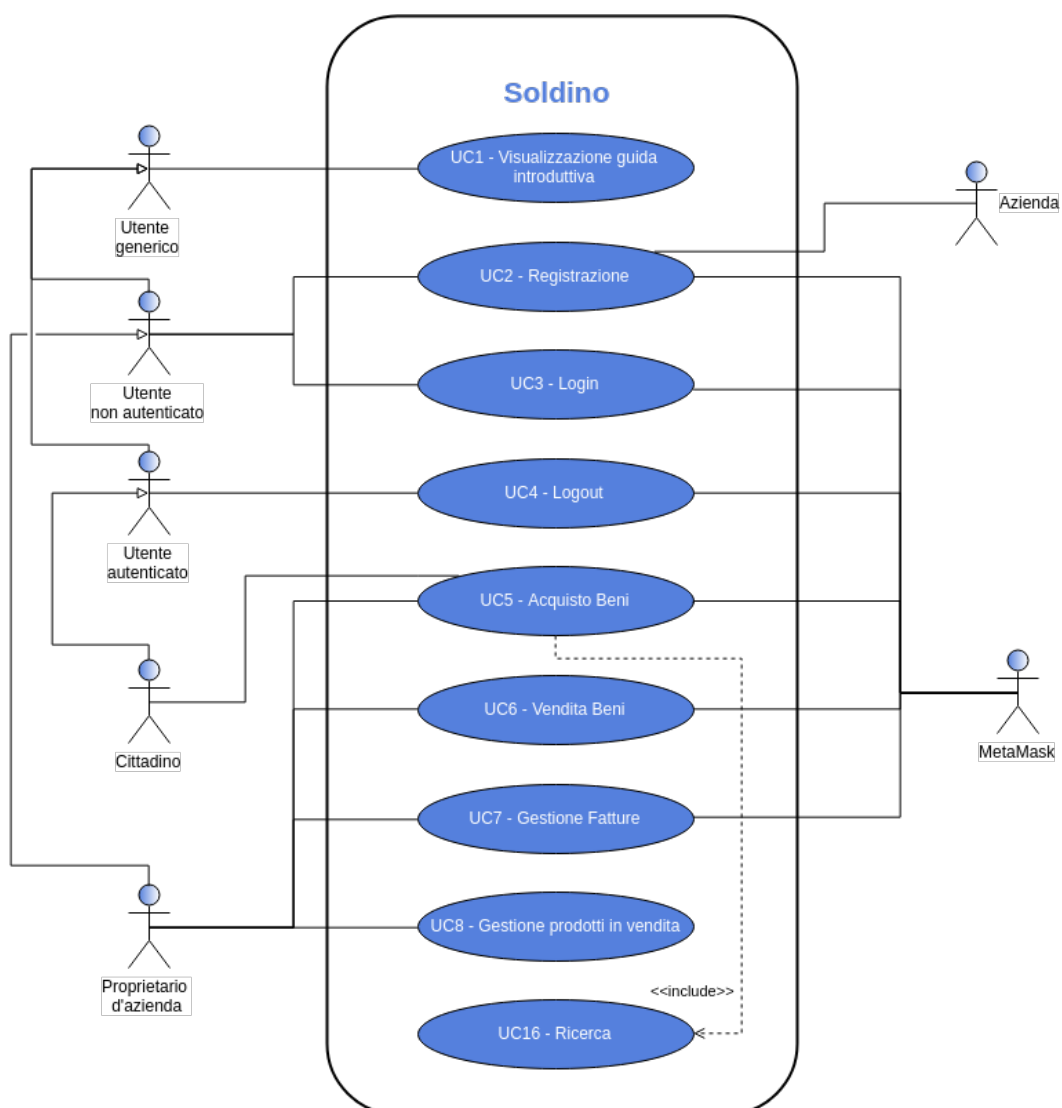 Soldino
UC1 - Visualizzazione guida
introduttiva
Utente
generico
Azienda
UC2 - Registrazione
UC3 - Login
Utente
non autenticato
UC4 - Logout
Utente
autenticato
UC5 - Acquisto Beni
UC6 - Vendita Beni
Cittadino
MetaMask
UC7 - Gestione Fatture
UC8 - Gestione prodotti in vendita
Proprietario
d'azienda
<<include>>
UC16 - Ricerca